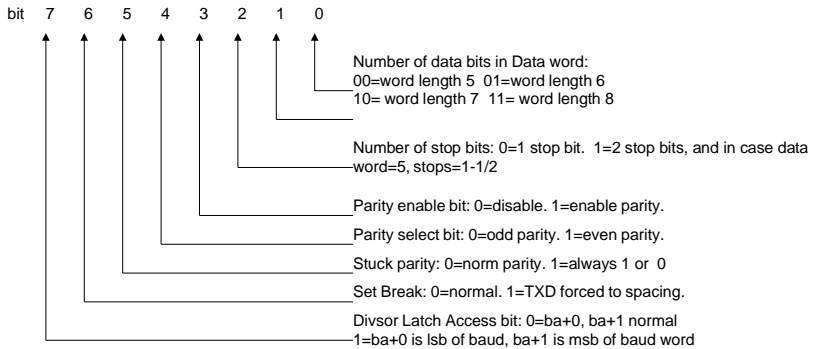 bit 7 6 5 4 3 2 1 0
Number of data bits in Data word:
00=word length 5 01=word length 6
10= word length 7 11= word length 8
Number of stop bits: 0=1 stop bit. 1=2 stop bits, and in case data
word=5, stops=1-1/2
Parity enable bit: 0=disable. 1=enable parity.
Parity select bit: 0=odd parity. 1=even parity.
Stuck parity: 0=norm parity. 1=always 1 or 0
Set Break: 0=normal. 1=TXD forced to spacing.
Divsor Latch Access bit: 0=ba+0, ba+1 normal
1=ba+0 is lsb of baud, ba+1 is msb of baud word